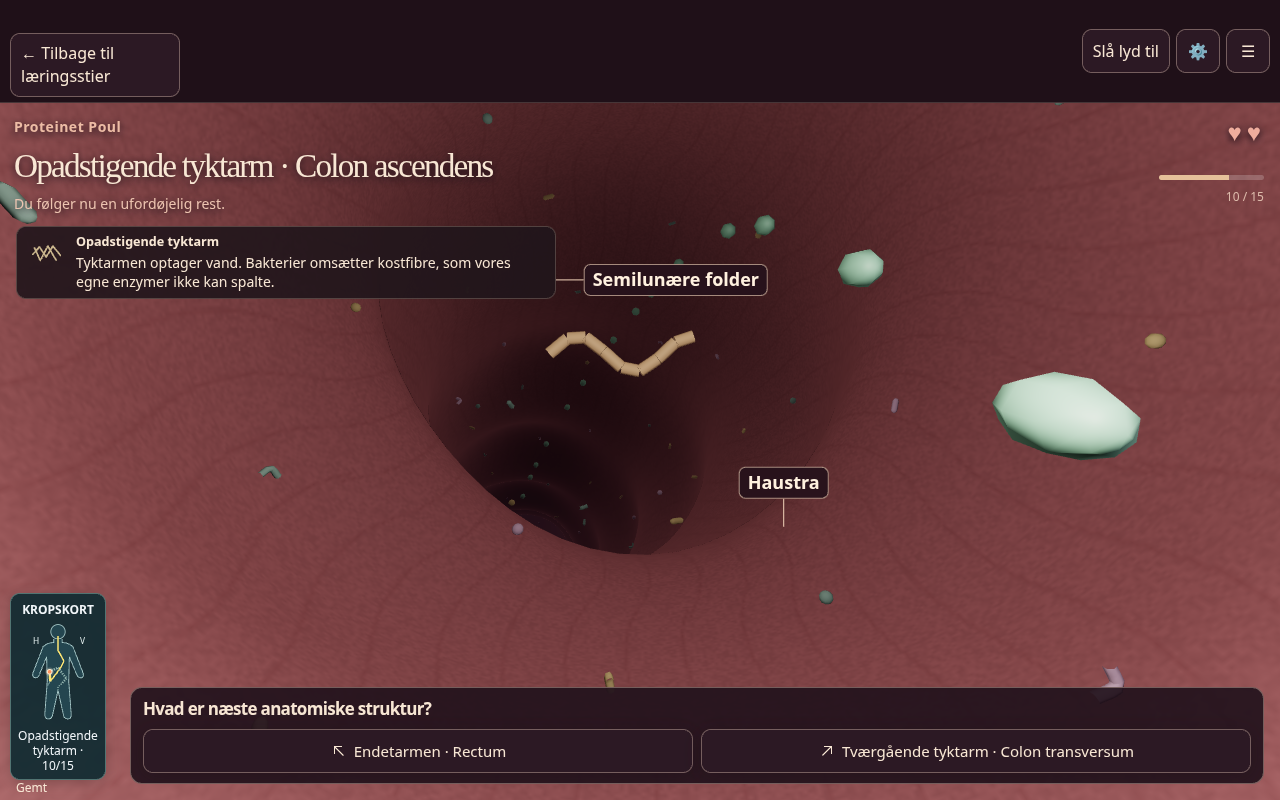 ← Tilbage til
læringsstier
Slå lyd til
Proteinet Poul
Opadstigende tyktarm · Colon ascendens
Du følger nu en ufordøjelig rest.
10 / 15
Opadstigende tyktarm
Tyktarmen optager vand. Bakterier omsætter kostfibre, som vores
egne enzymer ikke kan spalte.
Semilunære folder
Haustra
KROPSKORT
H V
Opadstigende
tyktarm ·
10/15
Gemt
Hvad er næste anatomiske struktur?
↖ Endetarmen · Rectum
↗ Tværgående tyktarm · Colon transversum